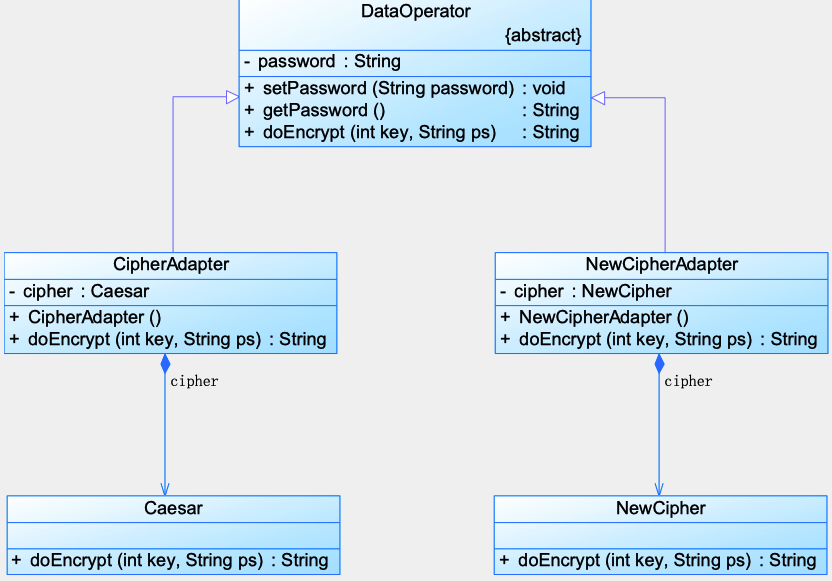 DataOperator
{abstract}
- password : String
+ setPassword (String password) : void
+ getPassword () : String
+ doEncrypt (int key, String ps) : String
CipherAdapter
- cipher : Caesar
+ CipherAdapter ()
+ doEncrypt (int key, String ps) : String
NewCipherAdapter
- cipher : NewCipher
+ NewCipherAdapter ()
+ doEncrypt (int key, String ps) : String
cipher
cipher
Caesar
+ doEncrypt (int key, String ps) : String
NewCipher
+ doEncrypt (int key, String ps) : String